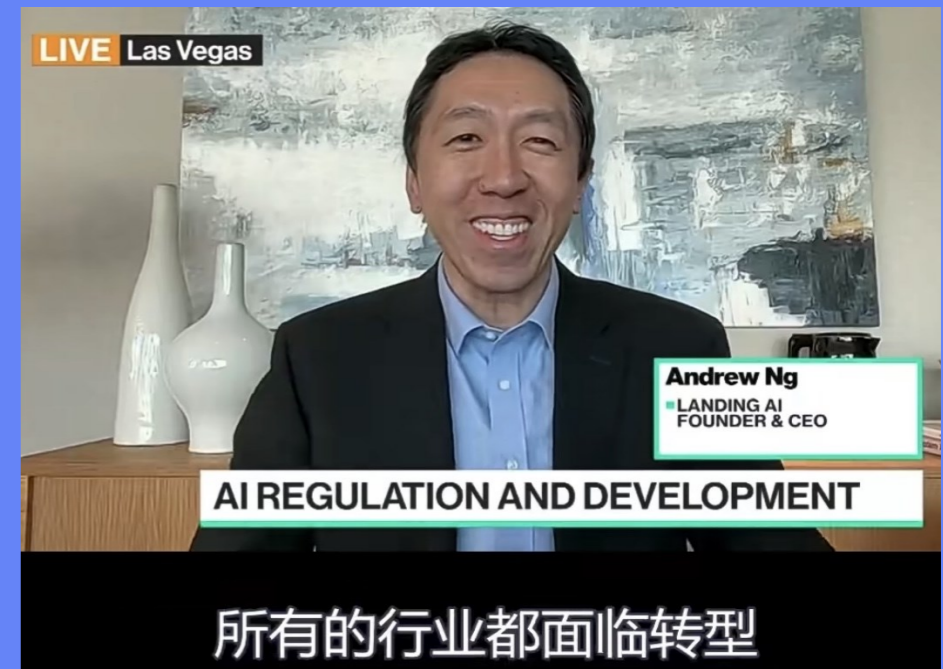 LIVE Las Vegas
Andrew Ng
LANDING AI
FOUNDER & CEO
AI REGULATION AND DEVELOPMENT
所有的行业都面临转型